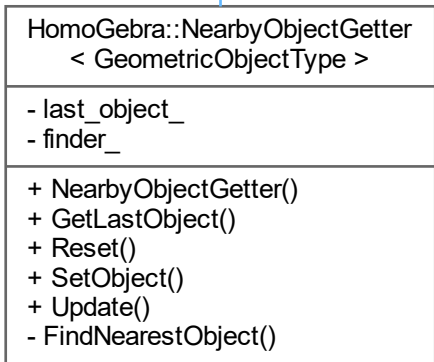 HomoGebra::NearbyObjectGetter
< GeometricObjectType >
- last_object_
- finder_
+ NearbyObjectGetter()
+ GetLastObject()
+ Reset()
+ SetObject()
+ Update()
- FindNearestObject()